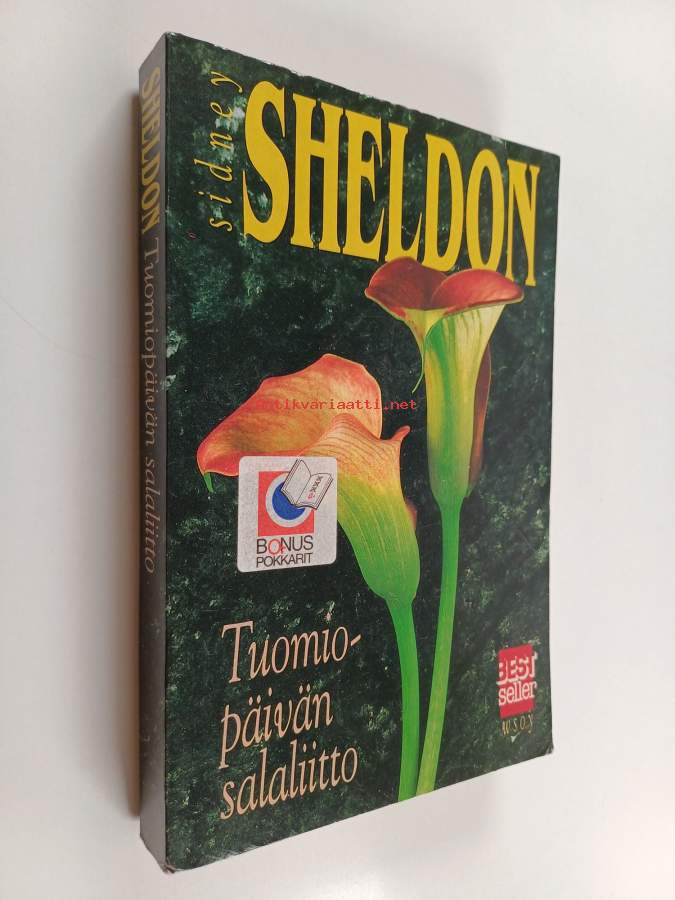 SHELDON Tuomiopäivän salaliitto
sidney
SHELDON
antikvariaatti.net
BONUS
POKKARIT
Tuomio-
päivän
salaliitto
BEST
seller
WSOY